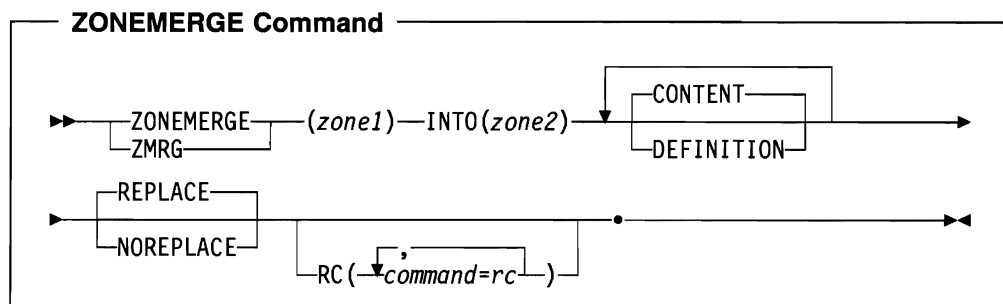 ZONEMERGE Command
CONTENT
ZONEMERGE (zone1) INTO(zone2)
ZMRG DEFINITION
REPLACE
NOREPLACE ,
RC( command=rc )